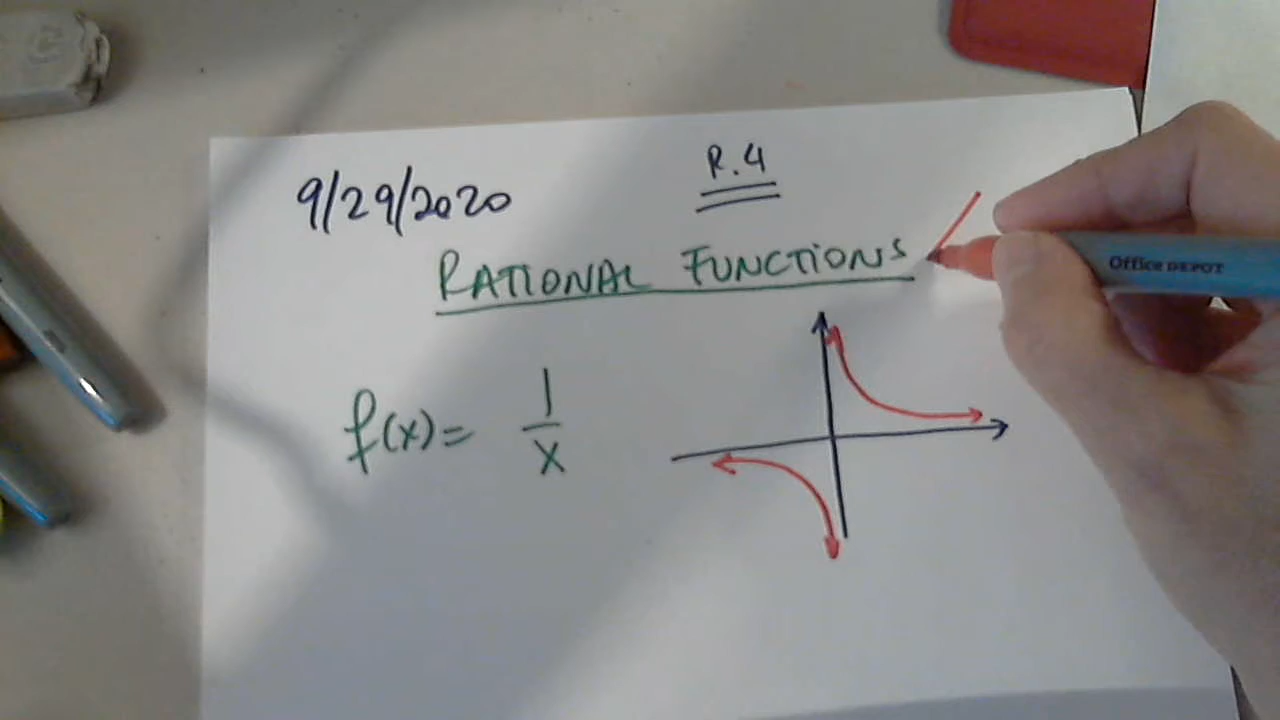 9/29/2020
R.4
RATIONAL FUNCTIONS
f(x)= 1/x
Office DEPOT